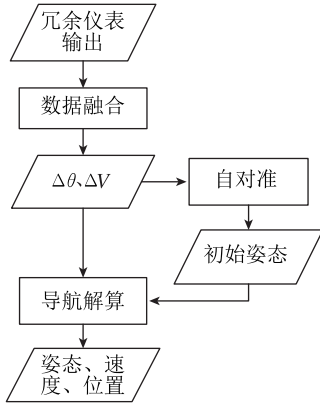 冗余仪表
输出
数据融合
Δθ、ΔV
自对准
初始姿态
导航解算
姿态、速
度、位置